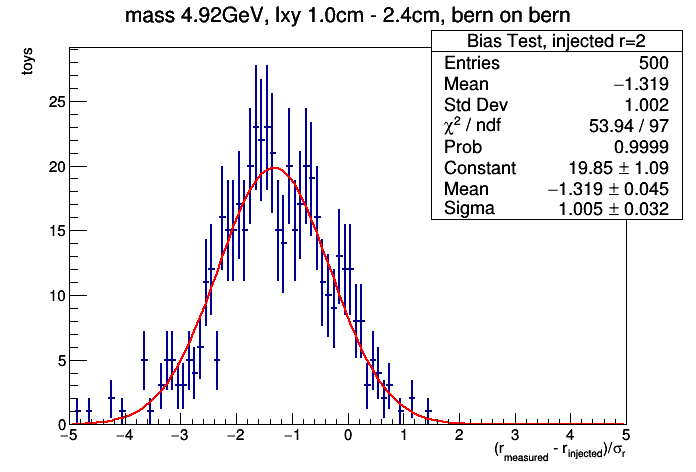 mass 4.92GeV, lxy 1.0cm - 2.4cm, bern on bern
Bias Test, injected r=2
Entries 500
Mean −1.319
Std Dev 1.002
χ² / ndf 53.94 / 97
Prob 0.9999
Constant 19.85 ± 1.09
Mean −1.319 ± 0.045
Sigma 1.005 ± 0.032
toys
25
20
15
10
5
0
−5 −4 −3 −2 −1 0 1 2 3 4 5
(r_measured - r_injected)/σ_r